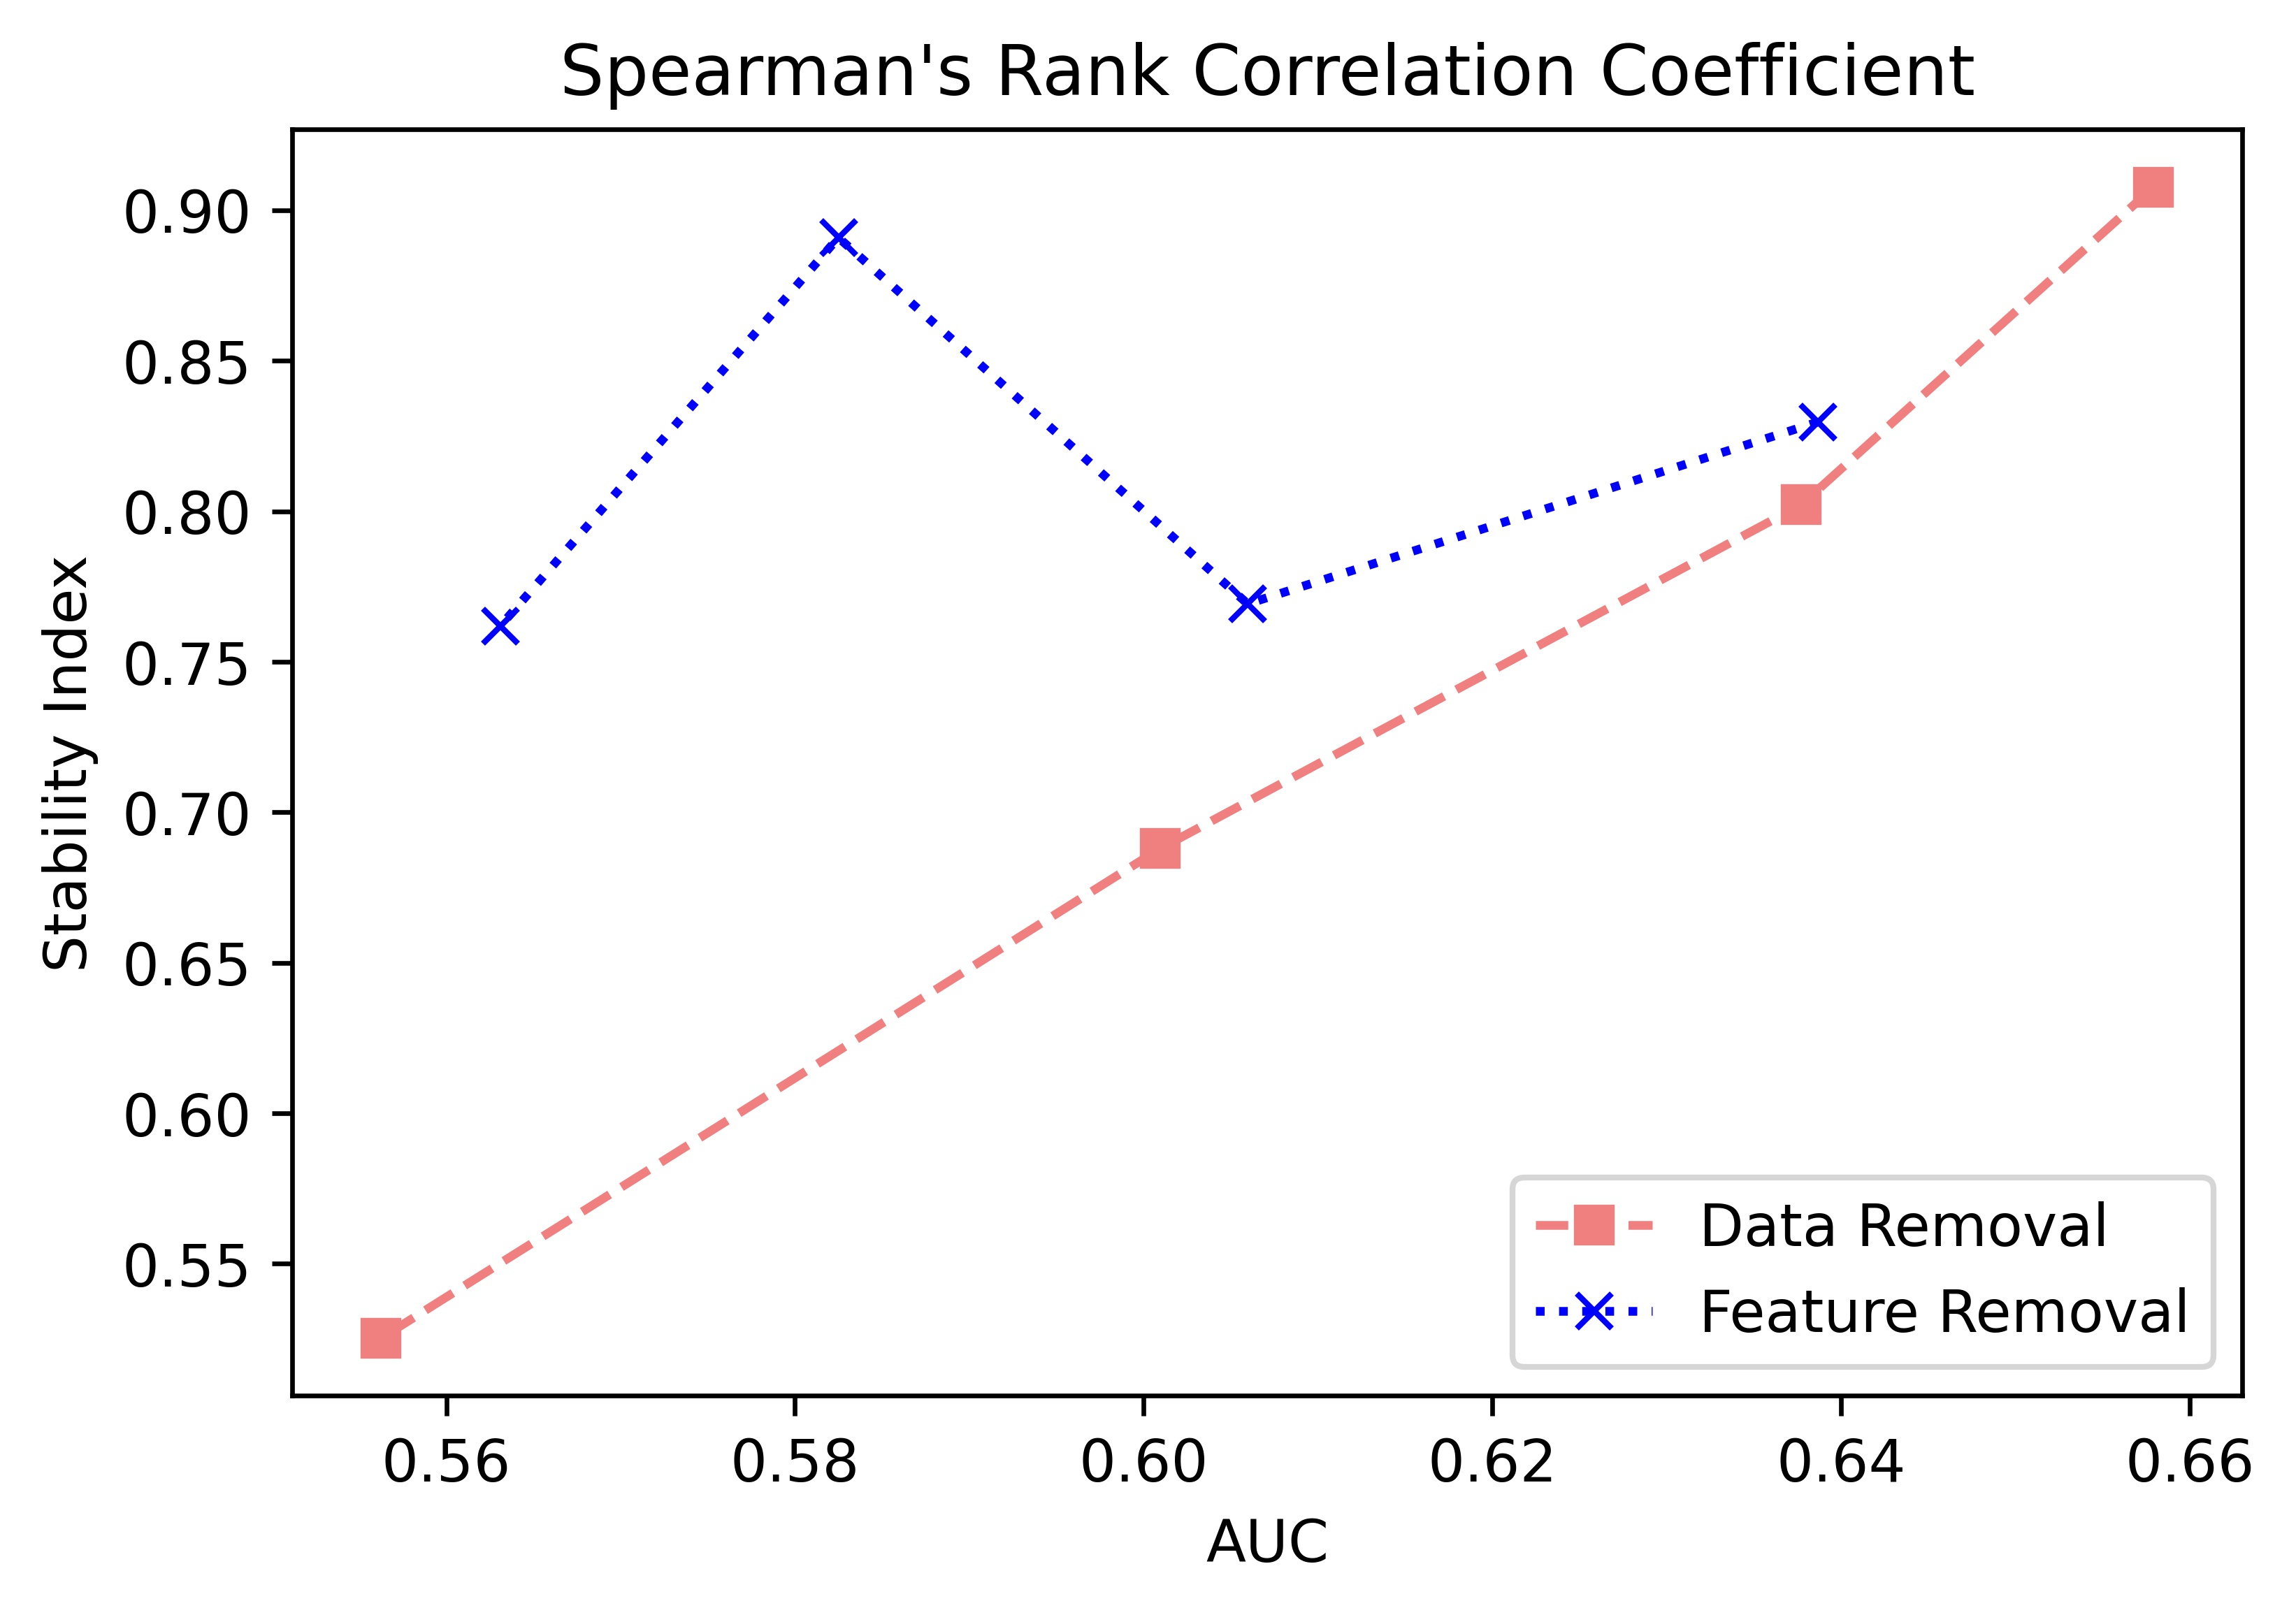 Spearman's Rank Correlation Coefficient
0.90
0.85
0.80
0.75
0.70
0.65
0.60
0.55
Stability Index
Data Removal
Feature Removal
0.56 0.58 0.60 0.62 0.64 0.66
AUC